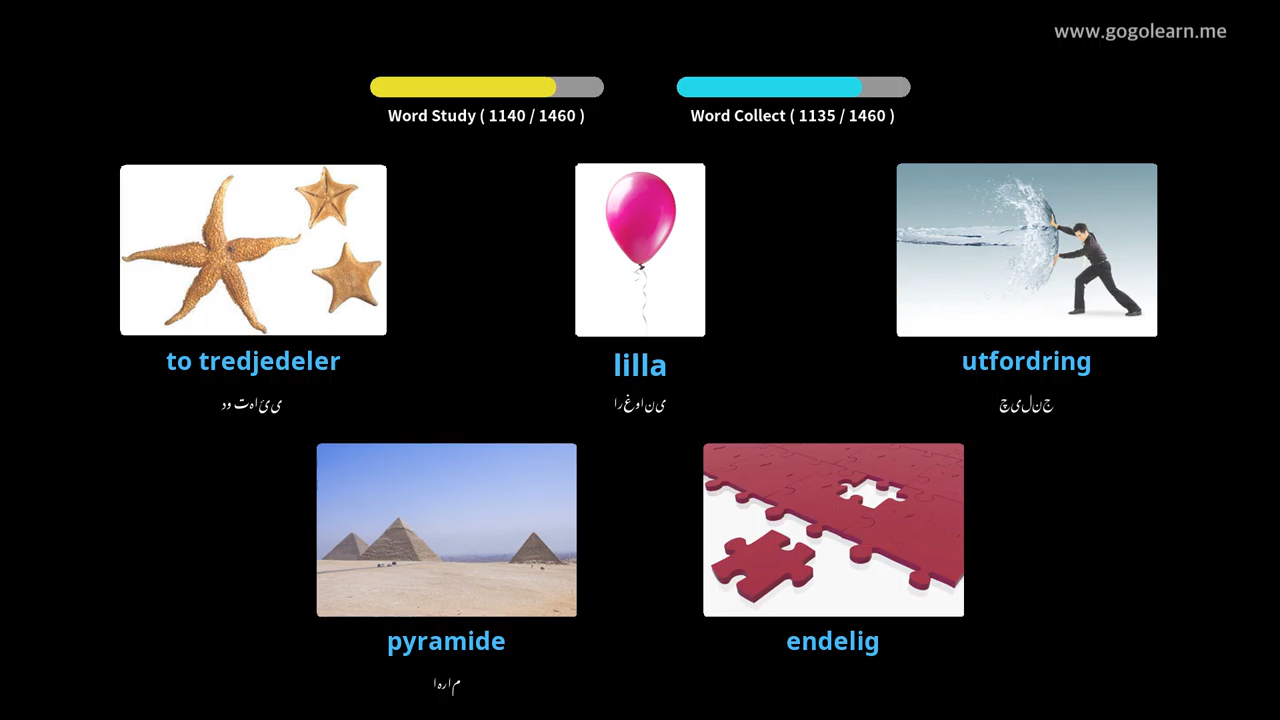 www.gogolearn.me
Word Study ( 1140 / 1460 )
Word Collect ( 1135 / 1460 )
to tredjedeler
lilla
utfordring
دو تہائی
ارغوانی
چیلنج
pyramide
endelig
اہرام